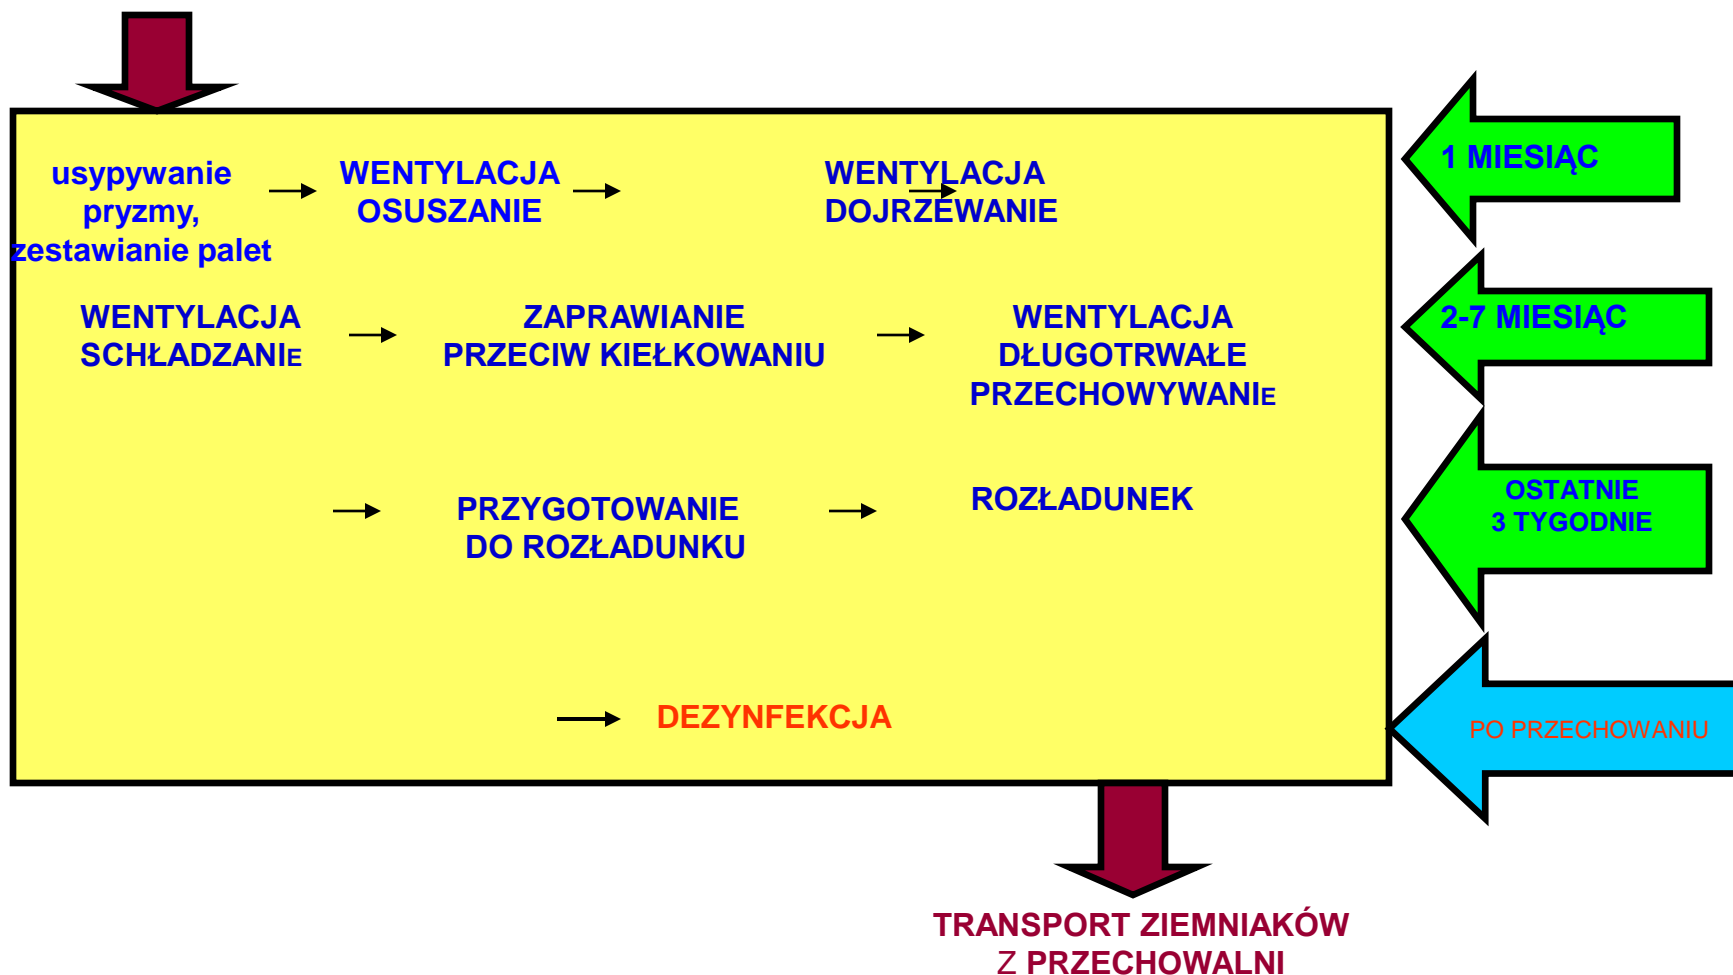 usypywanie
pryzmy,
zestawianie palet
WENTYLACJA
OSUSZANIE
WENTYLACJA
DOJRZEWANIE
1 MIESIĄC
WENTYLACJA
SCHŁADZANIE
ZAPRAWIANIE
PRZECIW KIEŁKOWANIU
WENTYLACJA
DŁUGOTRWAŁE
PRZECHOWYWANIE
2-7 MIESIĄC
PRZYGOTOWANIE
DO ROZŁADUNKU
ROZŁADUNEK
OSTATNIE
3 TYGODNIE
DEZYNFEKCJA
PO PRZECHOWANIU
TRANSPORT ZIEMNIAKÓW
Z PRZECHOWALNI